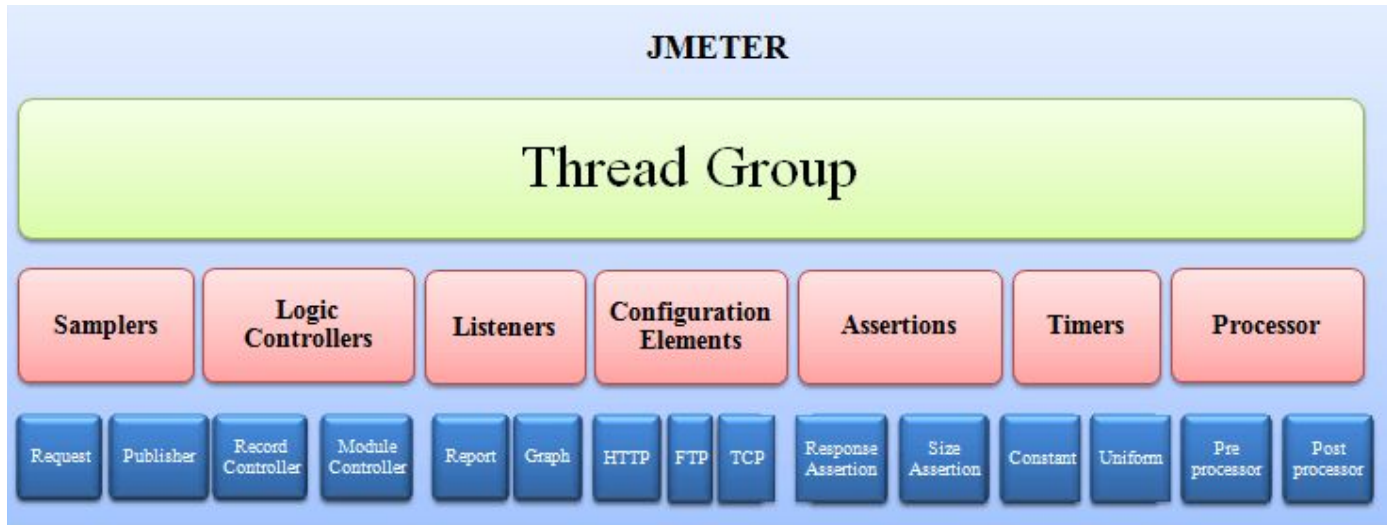 JMETER
Thread Group
Samplers
Logic
Controllers
Listeners
Configuration
Elements
Assertions
Timers
Processor
Request
Publisher
Record
Controller
Module
Controller
Report
Graph
HTTP
FTP
TCP
Response
Assertion
Size
Assertion
Constant
Uniform
Pre
processor
Post
processor